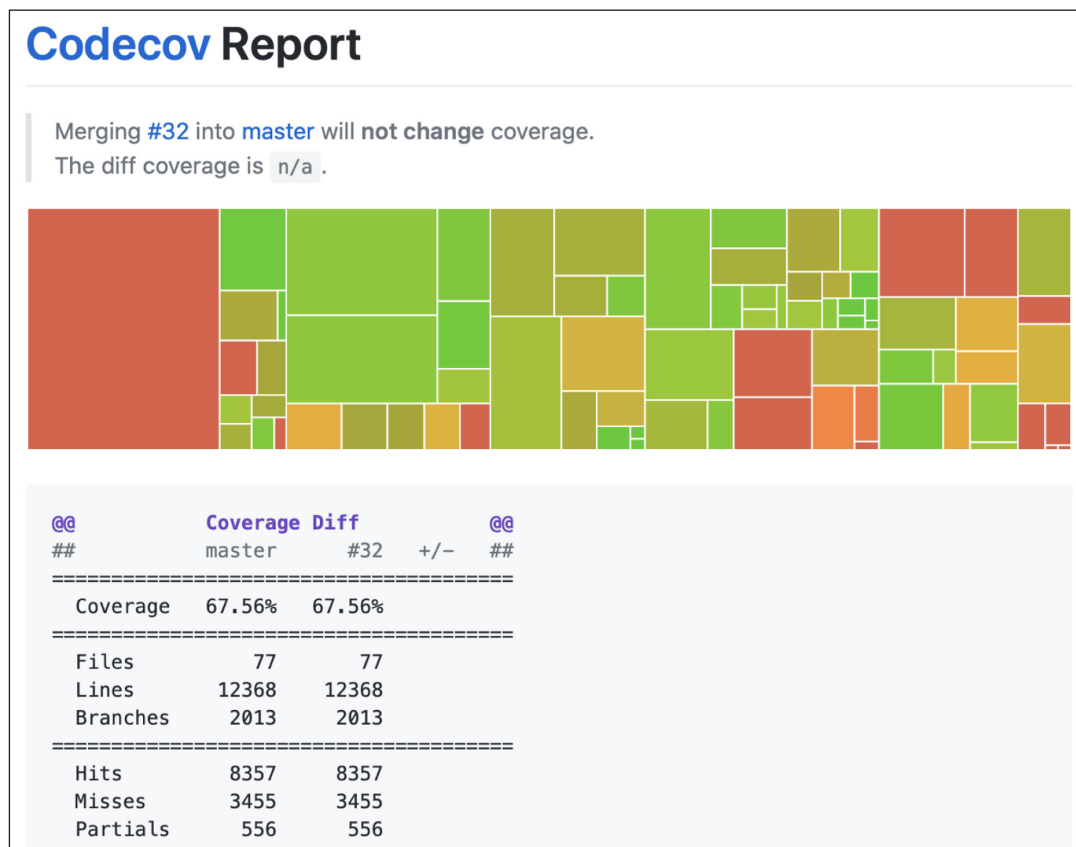 Codecov Report
Merging #32 into master will not change coverage.
The diff coverage is n/a.
@@ Coverage Diff @@
## master #32 +/- ##
=======================================
Coverage 67.56% 67.56%
=======================================
Files 77 77
Lines 12368 12368
Branches 2013 2013
=======================================
Hits 8357 8357
Misses 3455 3455
Partials 556 556